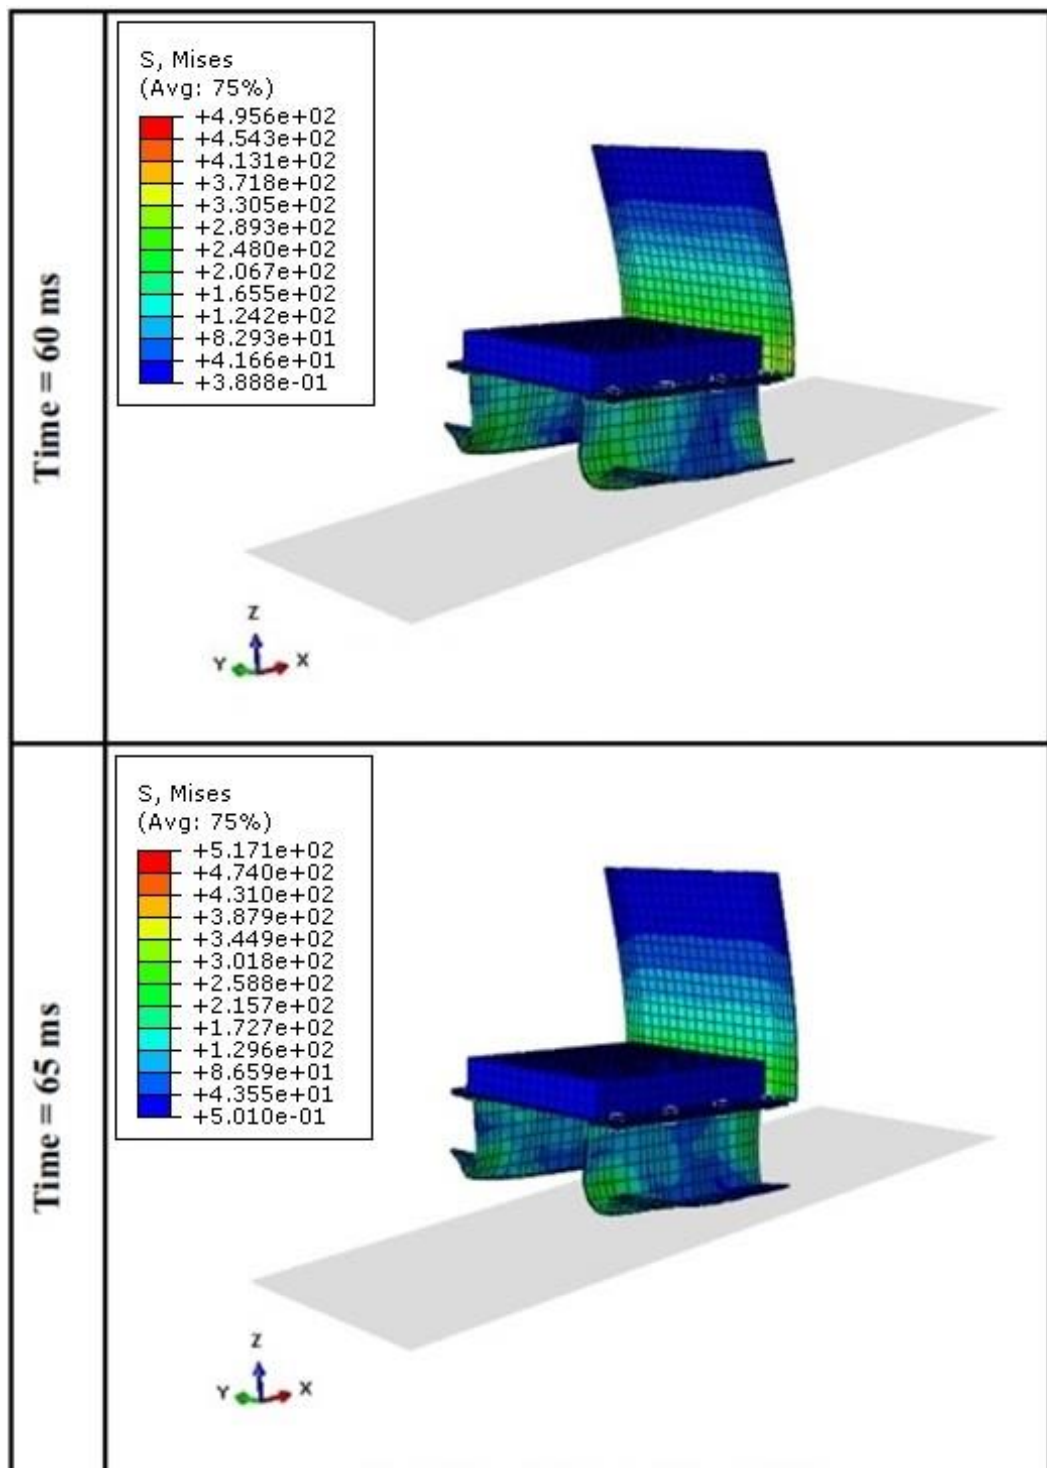 Time = 60 ms
S, Mises
(Avg: 75%)
+4.956e+02
+4.543e+02
+4.131e+02
+3.718e+02
+3.305e+02
+2.893e+02
+2.480e+02
+2.067e+02
+1.655e+02
+1.242e+02
+8.293e+01
+4.166e+01
+3.888e-01
Z
Y
X
Time = 65 ms
S, Mises
(Avg: 75%)
+5.171e+02
+4.740e+02
+4.310e+02
+3.879e+02
+3.449e+02
+3.018e+02
+2.588e+02
+2.157e+02
+1.727e+02
+1.296e+02
+8.659e+01
+4.355e+01
+5.010e-01
Z
Y
X